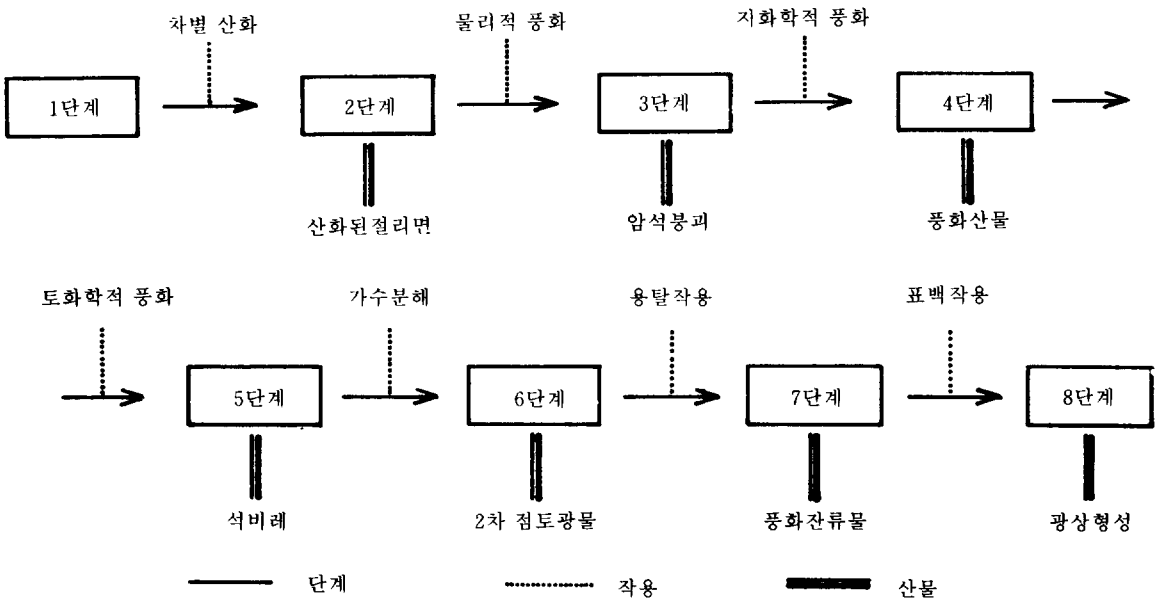 차별 산화
물리적 풍화
지화학적 풍화
1단계
2단계
3단계
4단계
산화된절리면
암석붕괴
풍화산물
토화학적 풍화
가수분해
용탈작용
표백작용
5단계
6단계
7단계
8단계
석비레
2차 점토광물
풍화잔류물
광상형성
단계
작용
산물